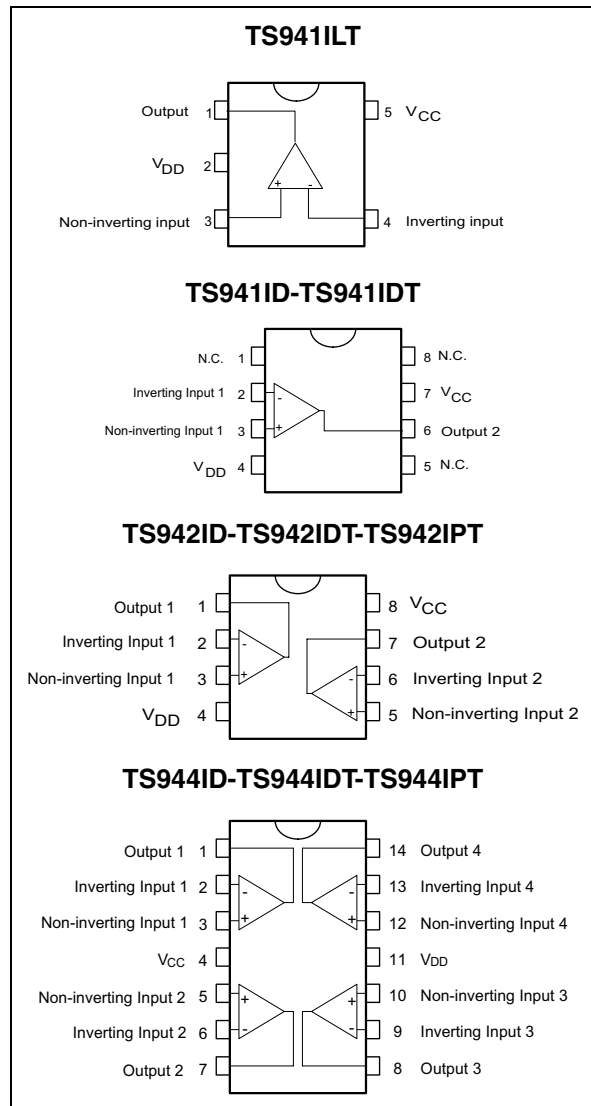 TS941ILT
Output 1 5 VCC
VDD 2
+ -
Non-inverting input 3 4 Inverting input
TS941ID-TS941IDT
N.C. 1 8 N.C.
Inverting Input 1 2 - 7 VCC
Non-inverting Input 1 3 + 6 Output 2
VDD 4 5 N.C.
TS942ID-TS942IDT-TS942IPT
Output 1 1 8 VCC
Inverting Input 1 2 - 7 Output 2
Non-inverting Input 1 3 + - 6 Inverting Input 2
VDD 4 + 5 Non-inverting Input 2
TS944ID-TS944IDT-TS944IPT
Output 1 1 14 Output 4
Inverting Input 1 2 - - 13 Inverting Input 4
Non-inverting Input 1 3 + + 12 Non-inverting Input 4
VCC 4 11 VDD
Non-inverting Input 2 5 + + 10 Non-inverting Input 3
Inverting Input 2 6 - - 9 Inverting Input 3
Output 2 7 8 Output 3